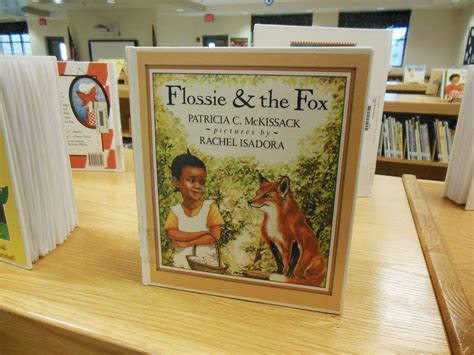 Flossie & the Fox
PATRICIA C. McKISSACK
~ pictures by ~
RACHEL ISADORA